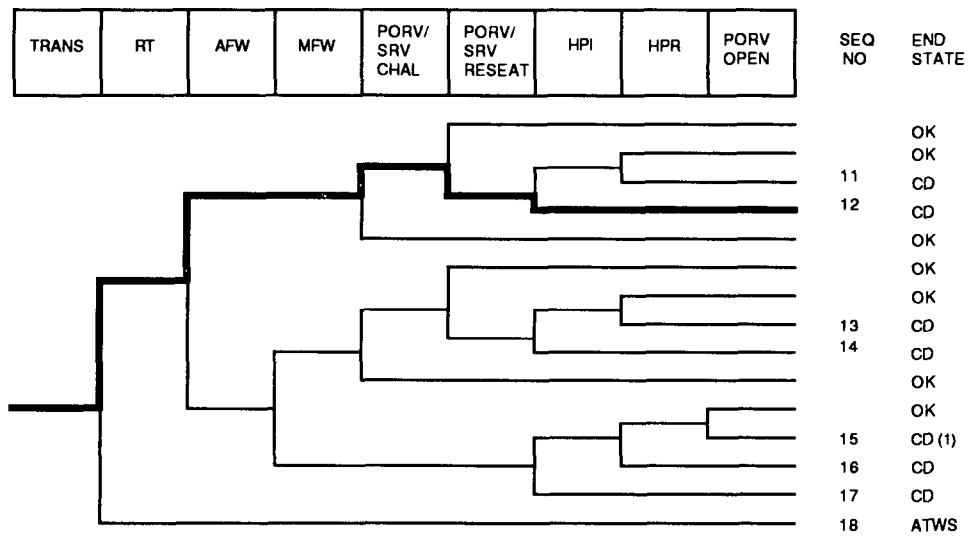 TRANS RT AFW MFW PORV/ SRV CHAL PORV/ SRV RESEAT HPI HPR PORV OPEN SEQ NO END STATE
OK
OK
11 CD
12 CD
OK
OK
OK
13 CD
14 CD
OK
OK
15 CD (1)
16 CD
17 CD
18 ATWS